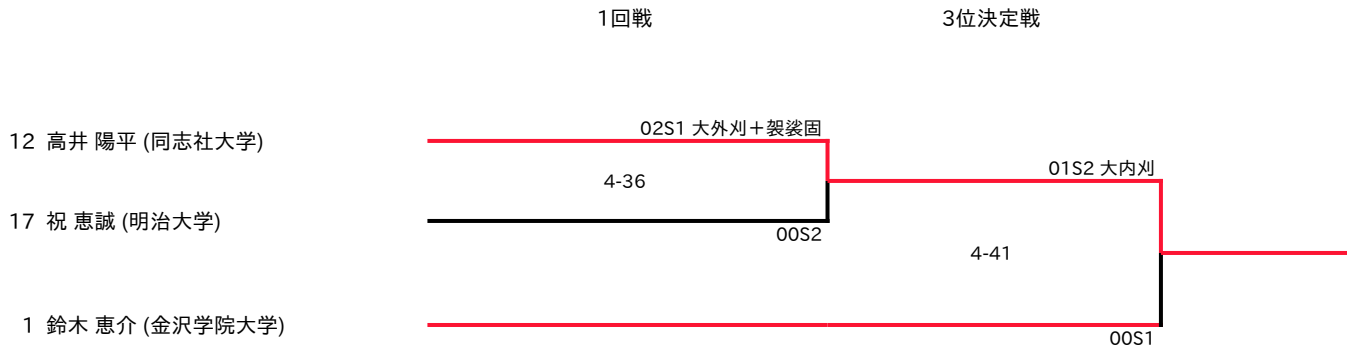 1回戦 3位決定戦
12 高井 陽平 (同志社大学)
02S1 大外刈＋袈裟固
4-36
01S2 大内刈
17 祝 恵誠 (明治大学)
00S2
4-41
1 鈴木 恵介 (金沢学院大学)
00S1